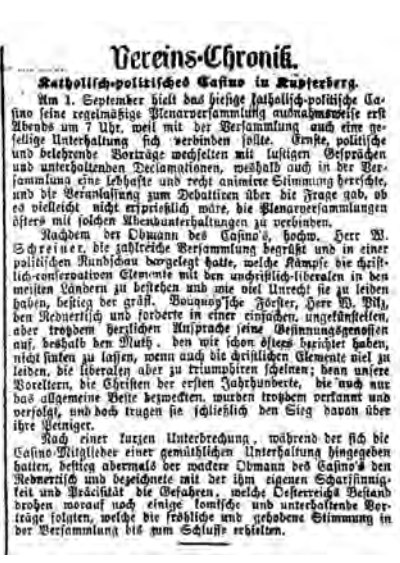 Vereins-Chronik.
Katholisch-politisches Casino in Kupferberg.
Am 1. September hielt das hiesige katholisch-politische Ca-
sino seine regelmäßige Plenarversammlung ausnahmsweise erst
Abends um 7 Uhr, weil mit der Versammlung auch eine ge-
sellige Unterhaltung sich verbinden sollte. Ernste, politische
und belehrende Vorträge wechselten mit lustigen Gesprächen
und unterhaltenden Declamationen, weshalb auch in der Ver-
sammlung eine lebhafte und recht animirte Stimmung herrschte,
und die Veranlassung zum Debattiren über die Frage gab, ob
es vielleicht nicht ersprießlich wäre, die Plenarversammlungen
öfters mit solchen Abendunterhaltungen zu verbinden.
Nachdem der Obmann des Casino's, hochw. Herr W.
Schreiner, die zahlreiche Versammlung begrüßt und in einer
politischen Rundschau dargelegt hatte, welche Kämpfe die christ-
lich-conservativen Elemente mit den unchristlich-liberalen in den
meisten Ländern zu bestehen und wie viel Unrecht sie zu leiden
haben, bestieg der gräfl. Bouquoy'sche Förster, Herr W. Pilz,
den Rednertisch und forderte in einer einfachen, ungekünstelten,
aber trotzdem herzlichen Ansprache seine Gesinnungsgenossen
auf, deshalb den Muth, den wir schon öfters berichtet haben,
nicht sinken zu lassen, wenn auch die christlichen Elemente viel zu
leiden, die liberalen aber zu triumphiren scheinen; denn unsere
Voreltern, die Christen der ersten Jahrhunderte, die auch nur
das allgemeine Beste bezweckten, wurden trotzdem verkannt und
verfolgt, und doch trugen sie schließlich den Sieg davon über
ihre Peiniger.
Nach einer kurzen Unterbrechung, während der sich die
Casino-Mitglieder einer gemüthlichen Unterhaltung hingegeben
hatten, bestieg abermals der wackere Obmann des Casino's den
Rednertisch und bezeichnete mit der ihm eigenen Scharfsinnig-
keit und Präcisität die Gefahren, welche Oesterreichs Bestand
drohen worauf noch einige komische und unterhaltende Vor-
träge folgten, welche die fröhliche und gehobene Stimmung in
der Versammlung bis zum Schlusse erhielten.